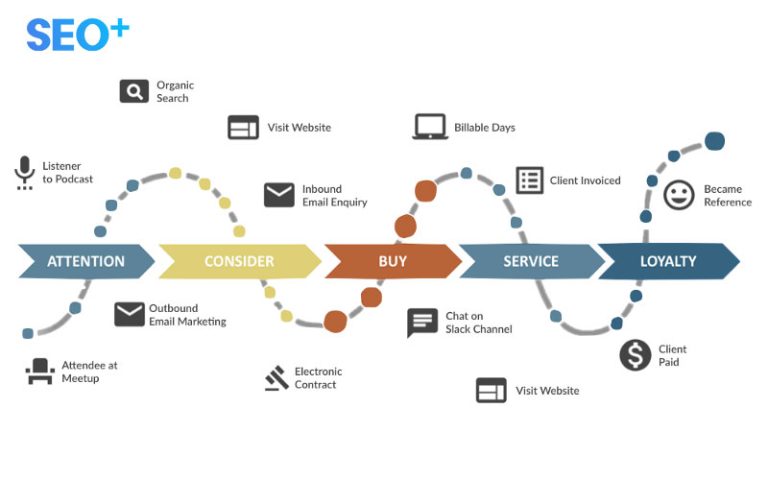 SEO+
Organic
Search
Visit Website
Billable Days
Listener
to Podcast
Inbound
Email Enquiry
Client Invoiced
Became
Reference
ATTENTION
CONSIDER
BUY
SERVICE
LOYALTY
Outbound
Email Marketing
Chat on
Slack Channel
Attendee at
Meetup
Electronic
Contract
Client
Paid
Visit Website